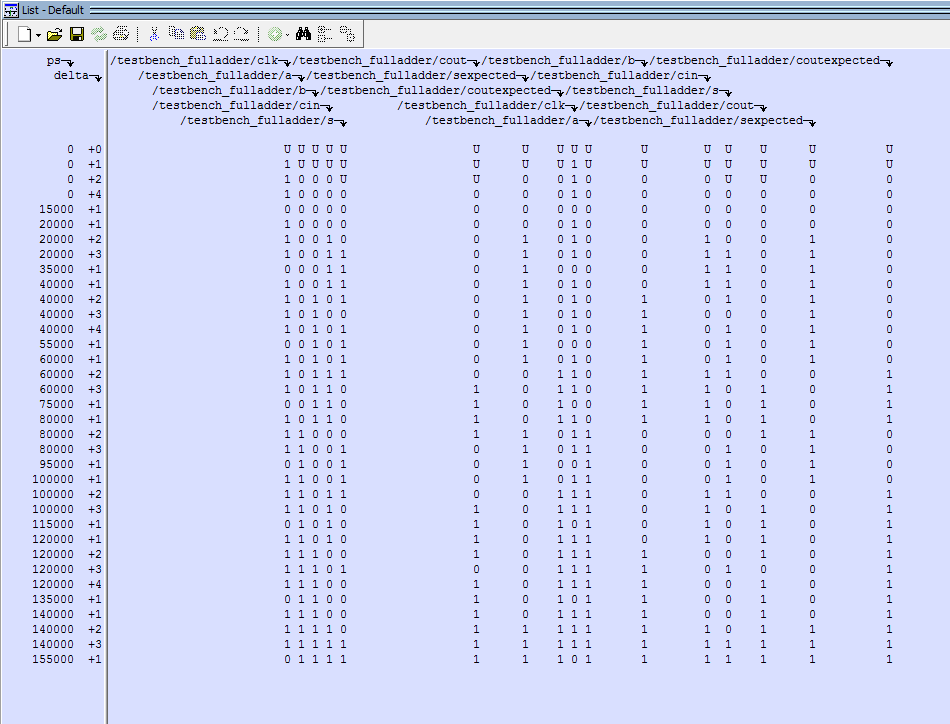 List - Default
ps /testbench_fulladder/clk /testbench_fulladder/cout /testbench_fulladder/b /testbench_fulladder/coutexpected
delta /testbench_fulladder/a /testbench_fulladder/sexpected /testbench_fulladder/cin
/testbench_fulladder/b /testbench_fulladder/coutexpected /testbench_fulladder/s
/testbench_fulladder/cin /testbench_fulladder/clk /testbench_fulladder/cout
/testbench_fulladder/s /testbench_fulladder/a /testbench_fulladder/sexpected
0 +0 U U U U U U U U U U U U U U U U
0 +1 1 U U U U U U U 1 U U U U U U U
0 +2 1 0 0 0 U U 0 0 1 0 0 0 U U 0 0
0 +4 1 0 0 0 0 0 0 0 1 0 0 0 0 0 0 0
15000 +1 0 0 0 0 0 0 0 0 0 0 0 0 0 0 0 0
20000 +1 1 0 0 0 0 0 0 0 0 0 0 0 0 0 0 0
20000 +2 1 0 0 1 0 0 1 0 1 0 0 1 0 0 1 0
20000 +3 1 0 0 1 1 0 1 0 1 0 0 1 1 0 1 0
35000 +1 0 0 0 1 1 0 1 0 0 0 0 1 1 0 1 0
40000 +1 1 0 0 1 1 0 1 0 1 0 0 1 1 0 1 0
40000 +2 1 0 1 0 1 0 1 0 1 0 1 0 1 0 1 0
40000 +3 1 0 1 0 0 0 1 0 1 0 1 0 0 0 1 0
40000 +4 1 0 1 0 1 0 1 0 1 0 1 0 1 0 1 0
55000 +1 0 0 1 0 1 0 1 0 0 0 1 0 1 0 1 0
60000 +1 1 0 1 0 1 0 1 0 1 0 1 0 1 0 1 0
60000 +2 1 0 1 1 1 0 0 1 1 0 1 1 1 0 0 1
60000 +3 1 0 1 1 0 1 0 1 1 0 1 1 0 1 0 1
75000 +1 0 0 1 1 0 1 0 1 0 0 1 1 0 1 0 1
80000 +1 1 0 1 1 0 1 0 1 1 0 1 1 0 1 0 1
80000 +2 1 1 0 0 0 1 1 0 1 1 0 0 0 1 1 0
80000 +3 1 1 0 0 1 0 1 0 1 1 0 0 1 0 1 0
95000 +1 0 1 0 0 1 0 1 0 0 1 0 0 1 0 1 0
100000 +1 1 1 0 0 1 0 1 0 1 1 0 0 1 0 1 0
100000 +2 1 1 0 1 1 0 0 1 1 1 0 1 1 0 0 1
100000 +3 1 1 0 1 0 1 0 1 1 1 0 1 0 1 0 1
115000 +1 0 1 0 1 0 1 0 1 0 1 0 1 0 1 0 1
120000 +1 1 1 0 1 0 1 0 1 1 1 0 1 0 1 0 1
120000 +2 1 1 1 0 0 1 0 1 1 1 1 0 0 1 0 1
120000 +3 1 1 1 0 1 0 0 1 1 1 1 0 1 0 0 1
120000 +4 1 1 1 0 0 1 0 1 1 1 1 0 0 1 0 1
135000 +1 0 1 1 0 0 1 0 1 0 1 1 0 0 1 0 1
140000 +1 1 1 1 0 0 1 0 1 1 1 1 0 0 1 0 1
140000 +2 1 1 1 1 0 1 1 1 1 1 1 1 0 1 1 1
140000 +3 1 1 1 1 1 1 1 1 1 1 1 1 1 1 1 1
155000 +1 0 1 1 1 1 1 1 1 0 1 1 1 1 1 1 1